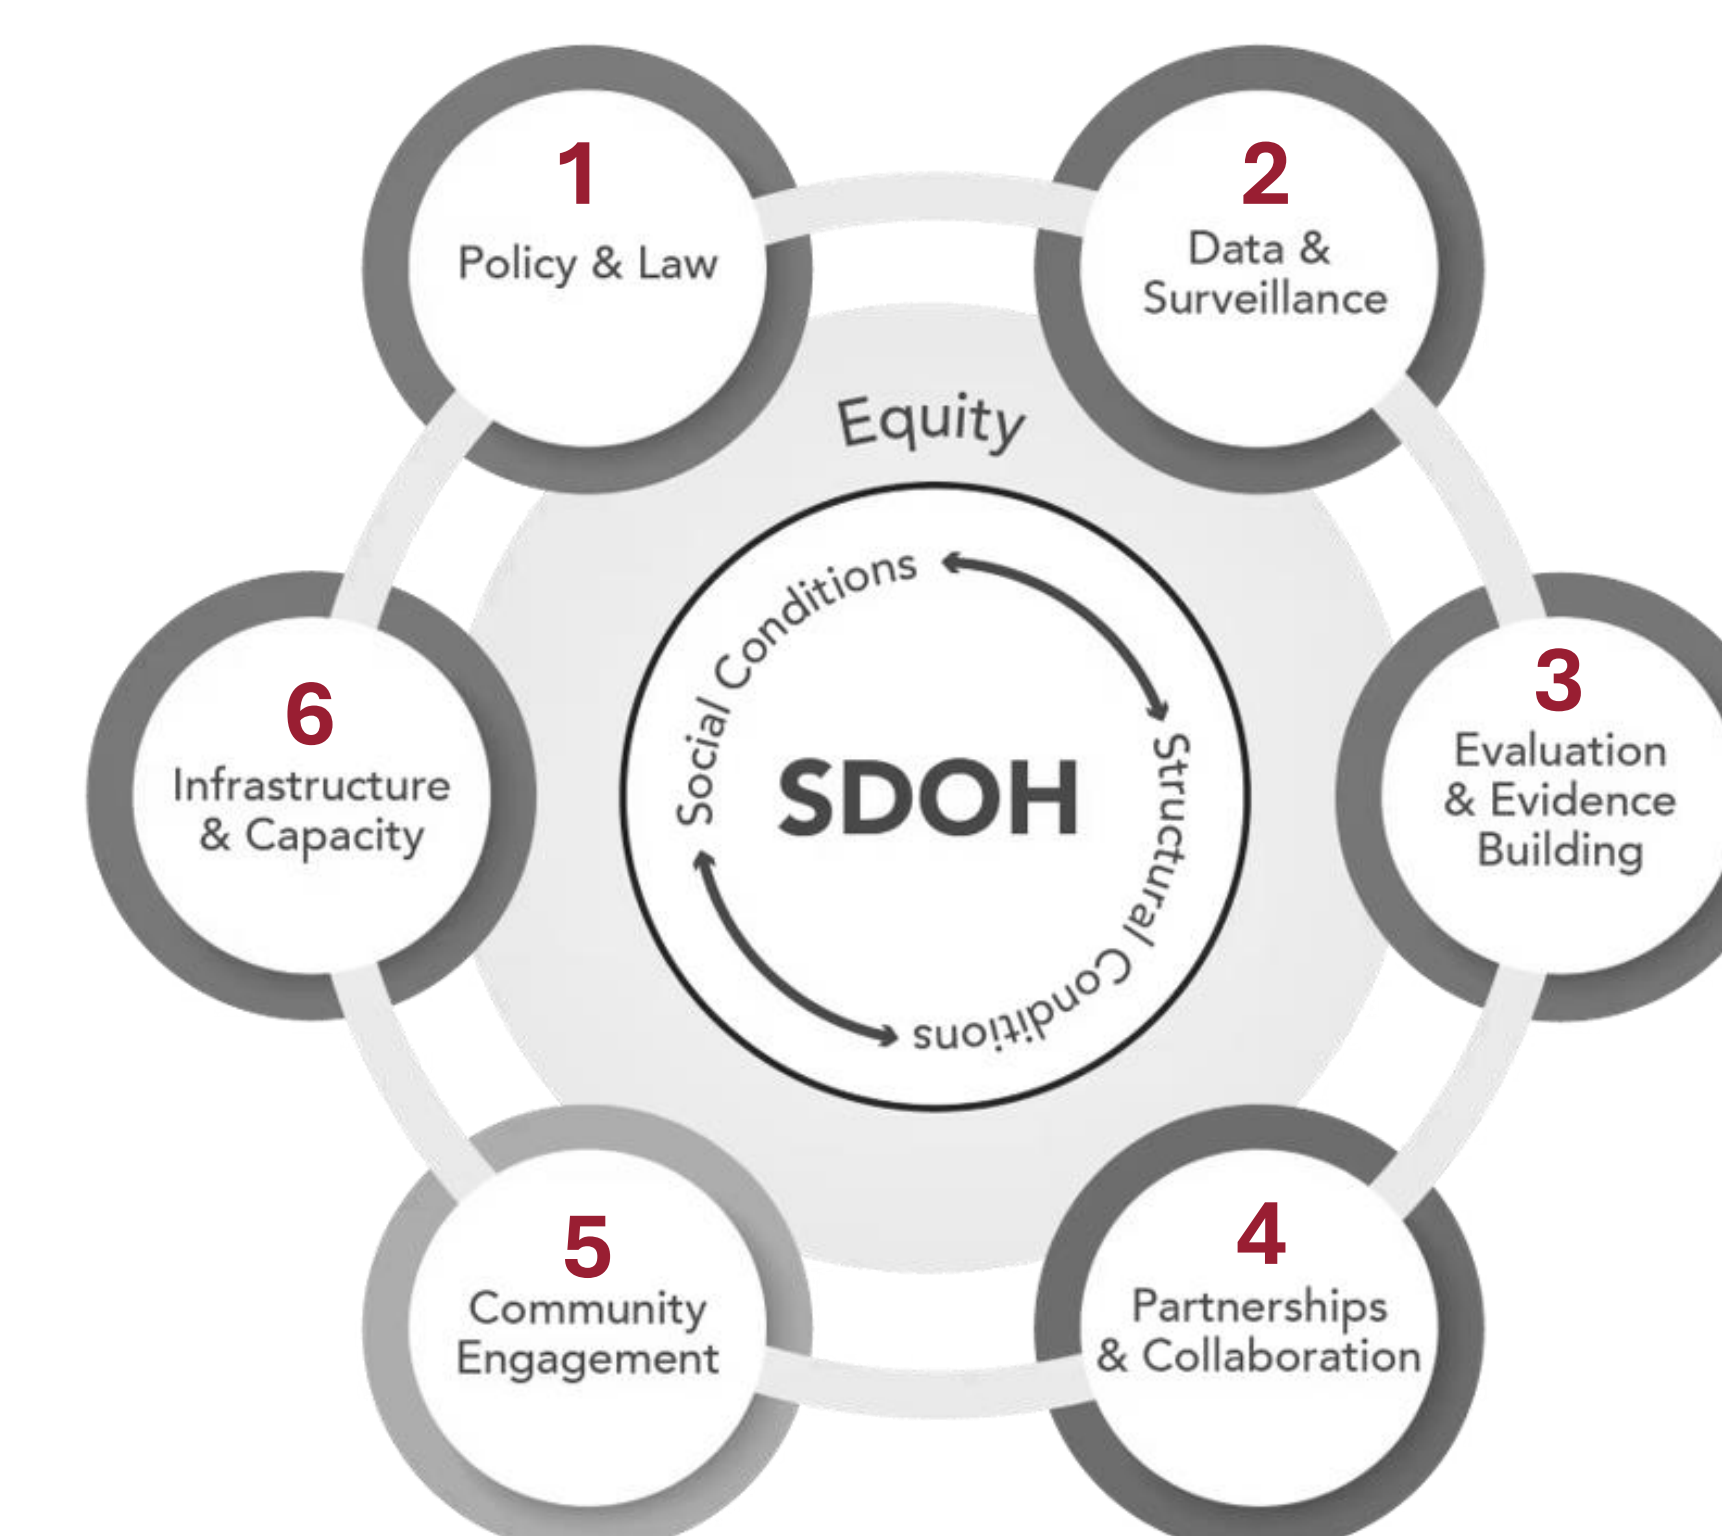 1
Policy & Law
2
Data &
Surveillance
3
Evaluation
& Evidence
Building
4
Partnerships
& Collaboration
5
Community
Engagement
6
Infrastructure
& Capacity
Equity
Social Conditions
Structural Conditions
SDOH